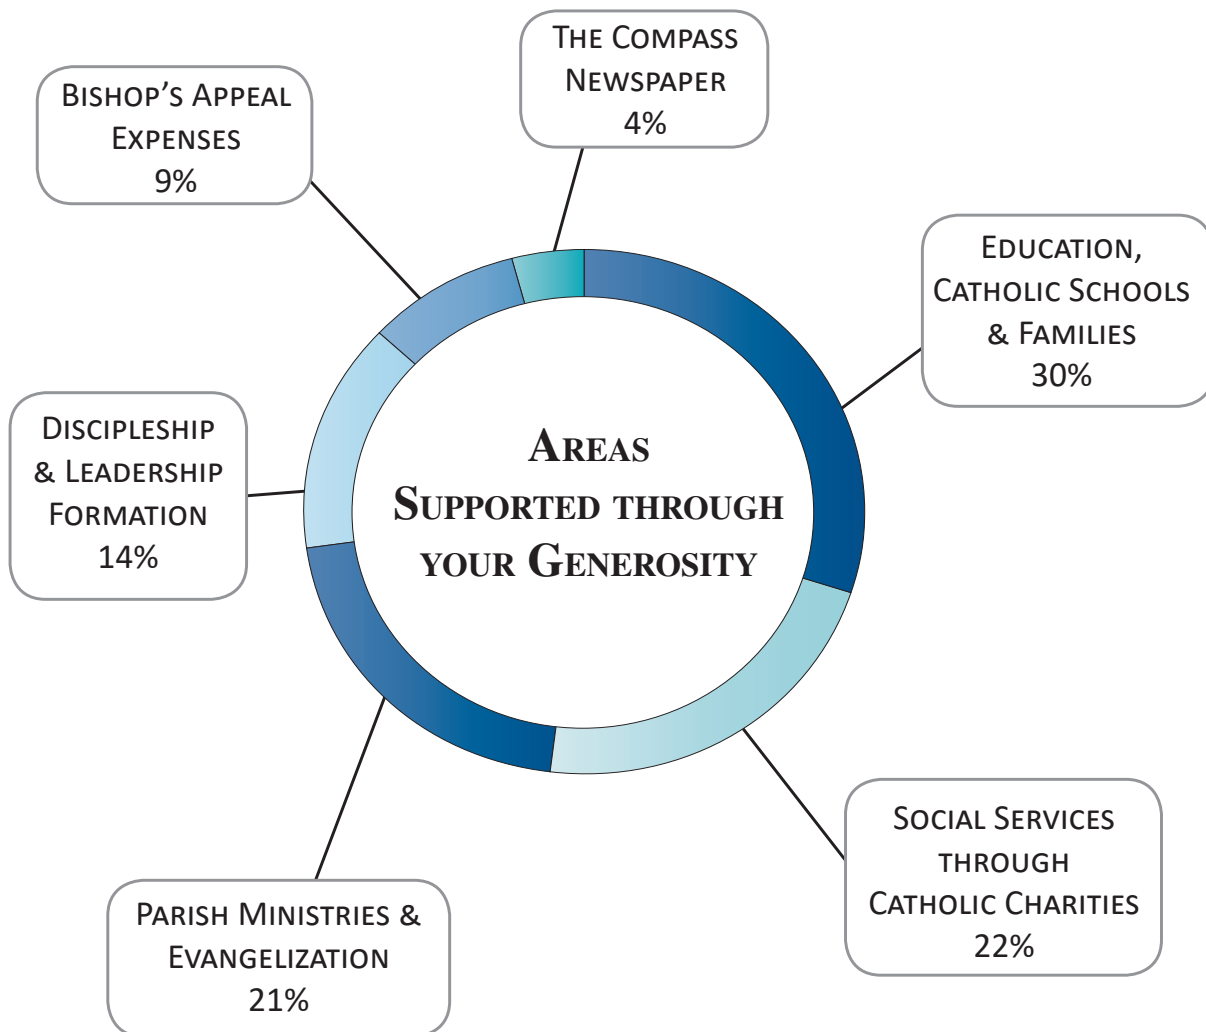 The Compass
Newspaper
4%
Bishop's Appeal
Expenses
9%
Education,
Catholic Schools
& Families
30%
Discipleship
& Leadership
Formation
14%
Areas
Supported through
your Generosity
Social Services
through
Catholic Charities
22%
Parish Ministries &
Evangelization
21%